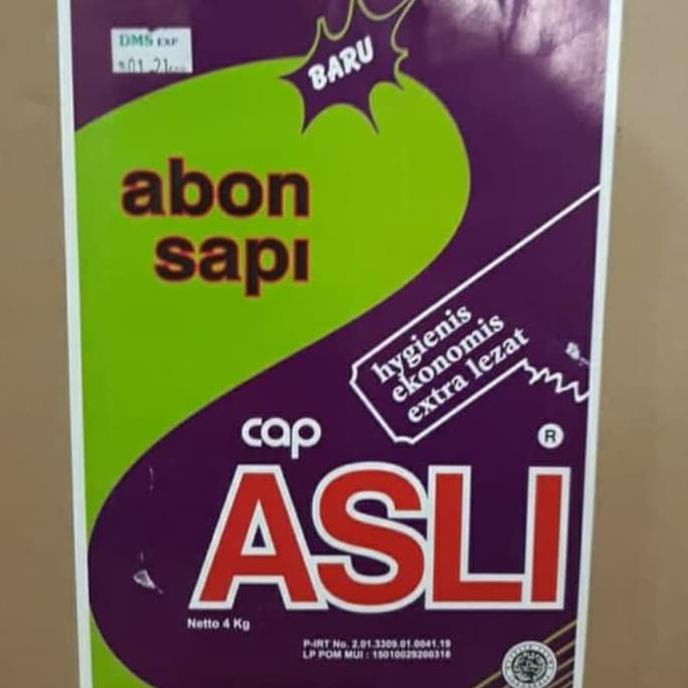 DMS EXP
BARU
abon
sapi
hygienis
ekonomis
extra lezat
cap
ASLI
R
Netto 4 Kg
P-IRT No. 2.01.3309.01.0041.19
LP POM MUI : 15010029200318